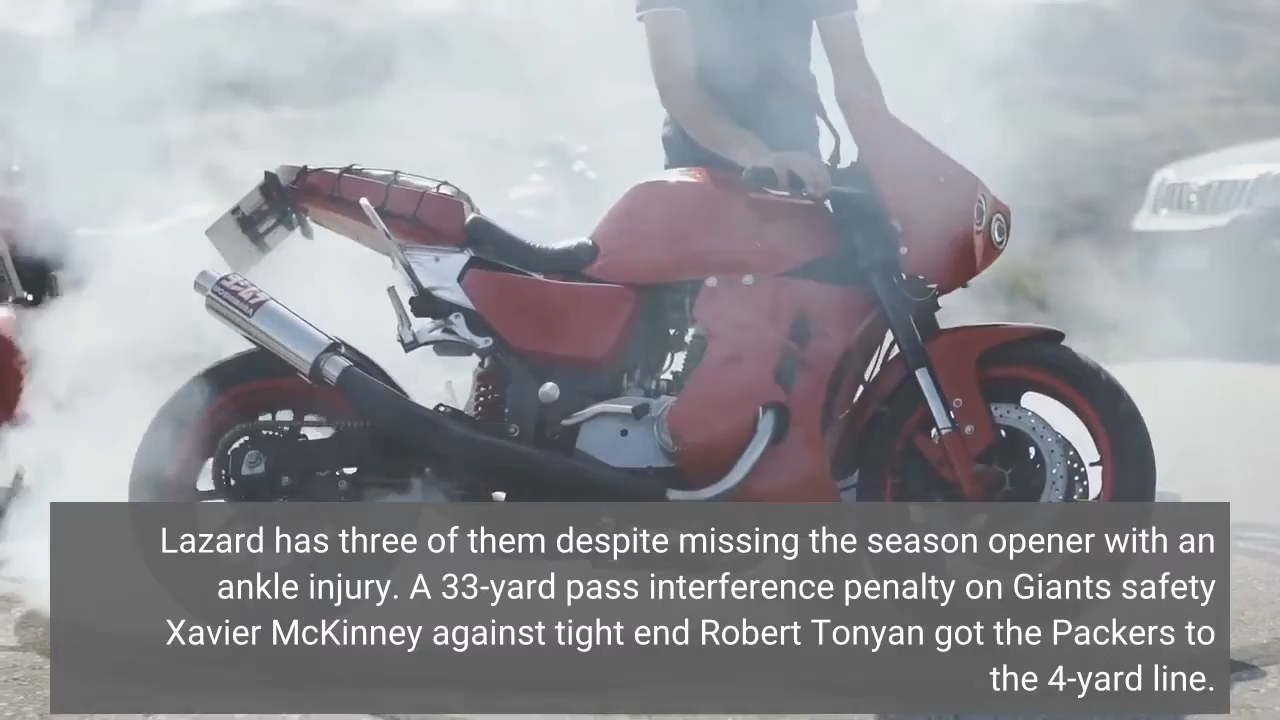 Lazard has three of them despite missing the season opener with an
ankle injury. A 33-yard pass interference penalty on Giants safety
Xavier McKinney against tight end Robert Tonyan got the Packers to
the 4-yard line.